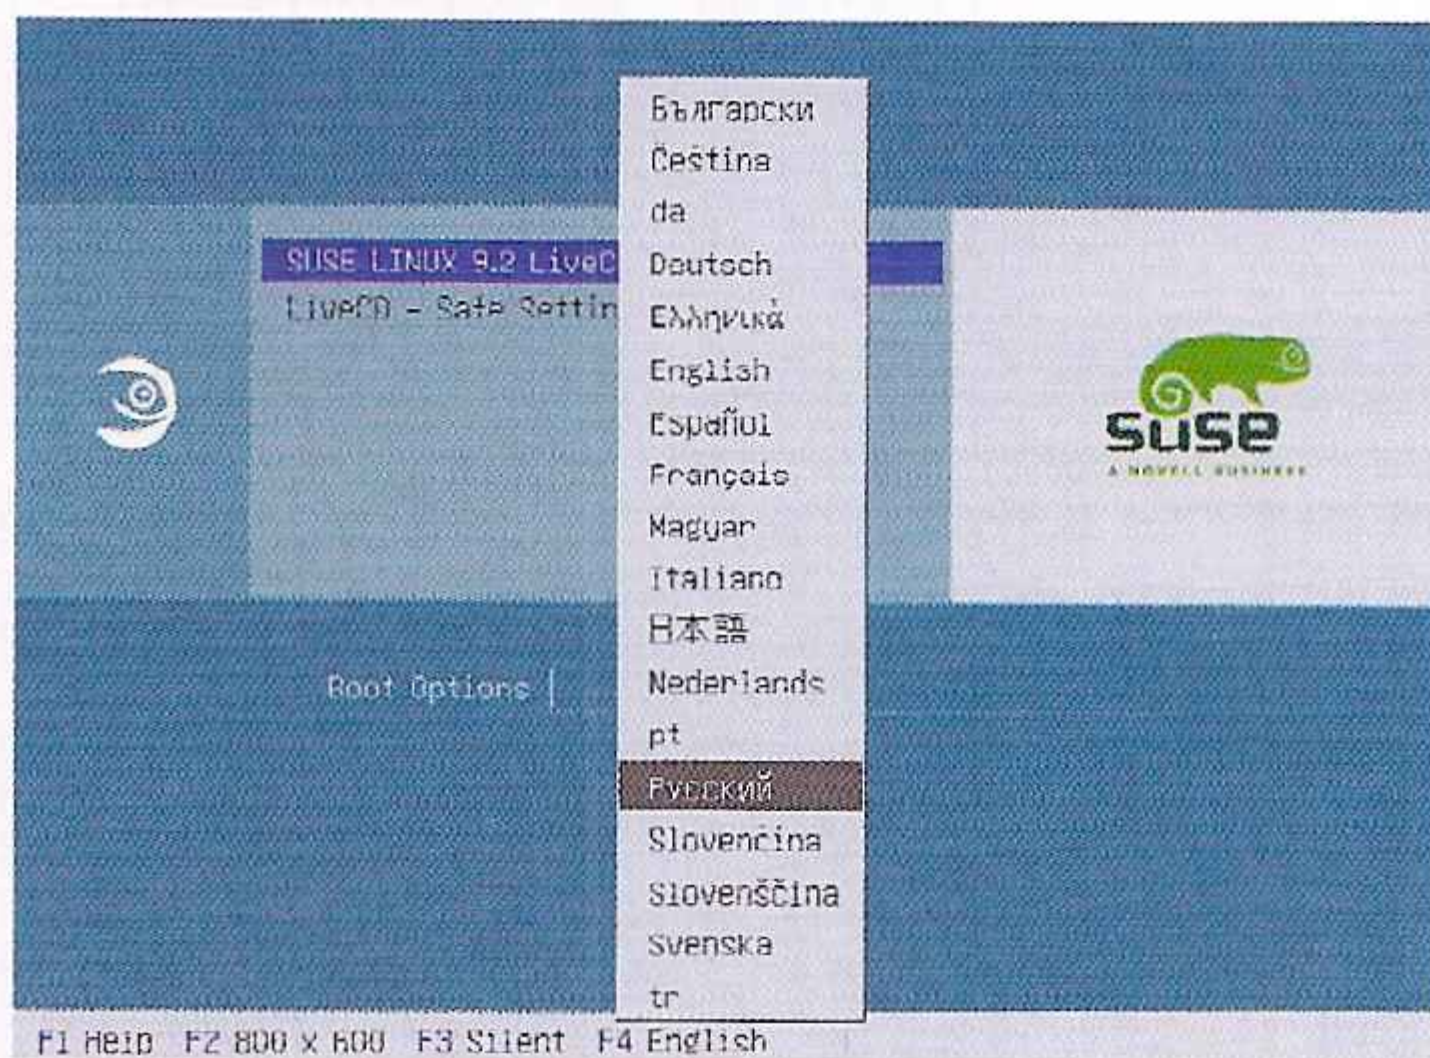 SUSE LINUX 9.2 LiveC
LiveCD - Safe Settin
Български
Čeština
da
Deutsch
Ελληνικά
English
Español
Français
Magyar
Italiano
日本語
Nederlands
pt
Русский
Slovenčina
Slovenščina
Svenska
tr
SUSE
A NOVELL BUSINESS
Boot Options
F1 Help F2 800 x 600 F3 Silent F4 English